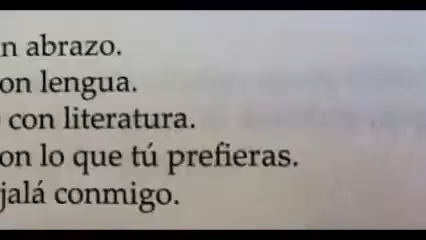 n abrazo.
on lengua.
con literatura.
on lo que tú prefieras.
jalá conmigo.